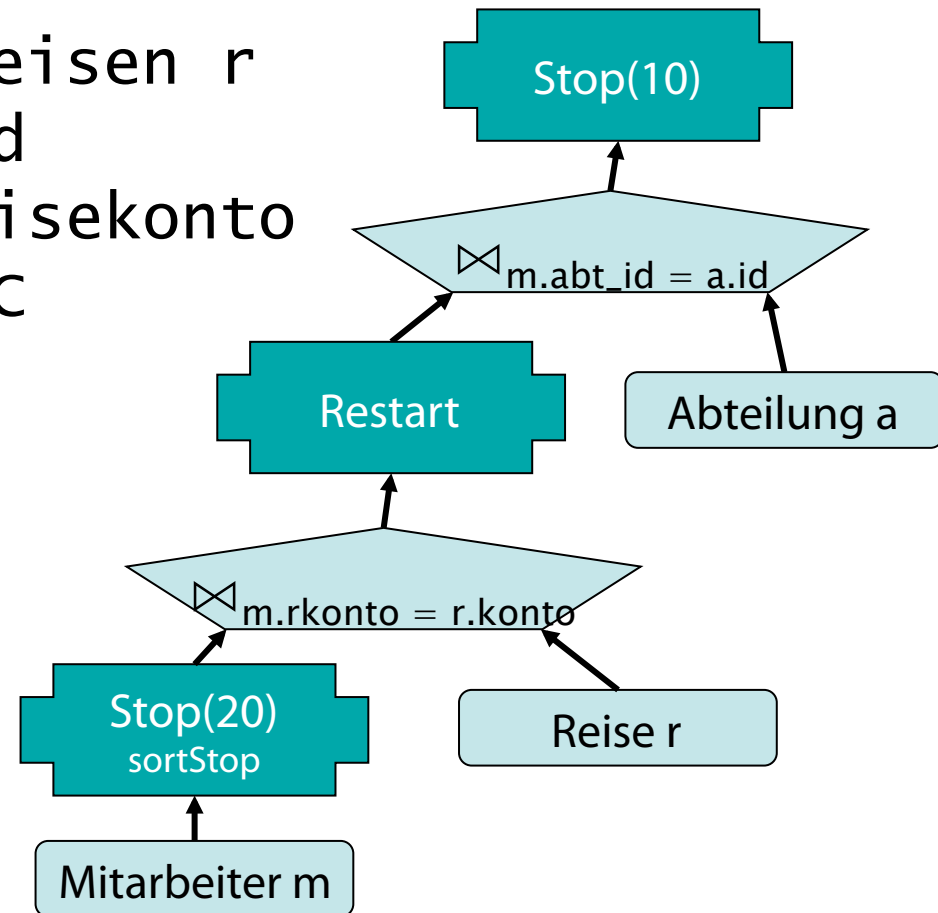 eisen r
d
isekonto
C
Stop(10)
⋈ m.abt_id = a.id
Restart
Abteilung a
⋈ m.rkonto = r.konto
Stop(20)
sortStop
Reise r
Mitarbeiter m